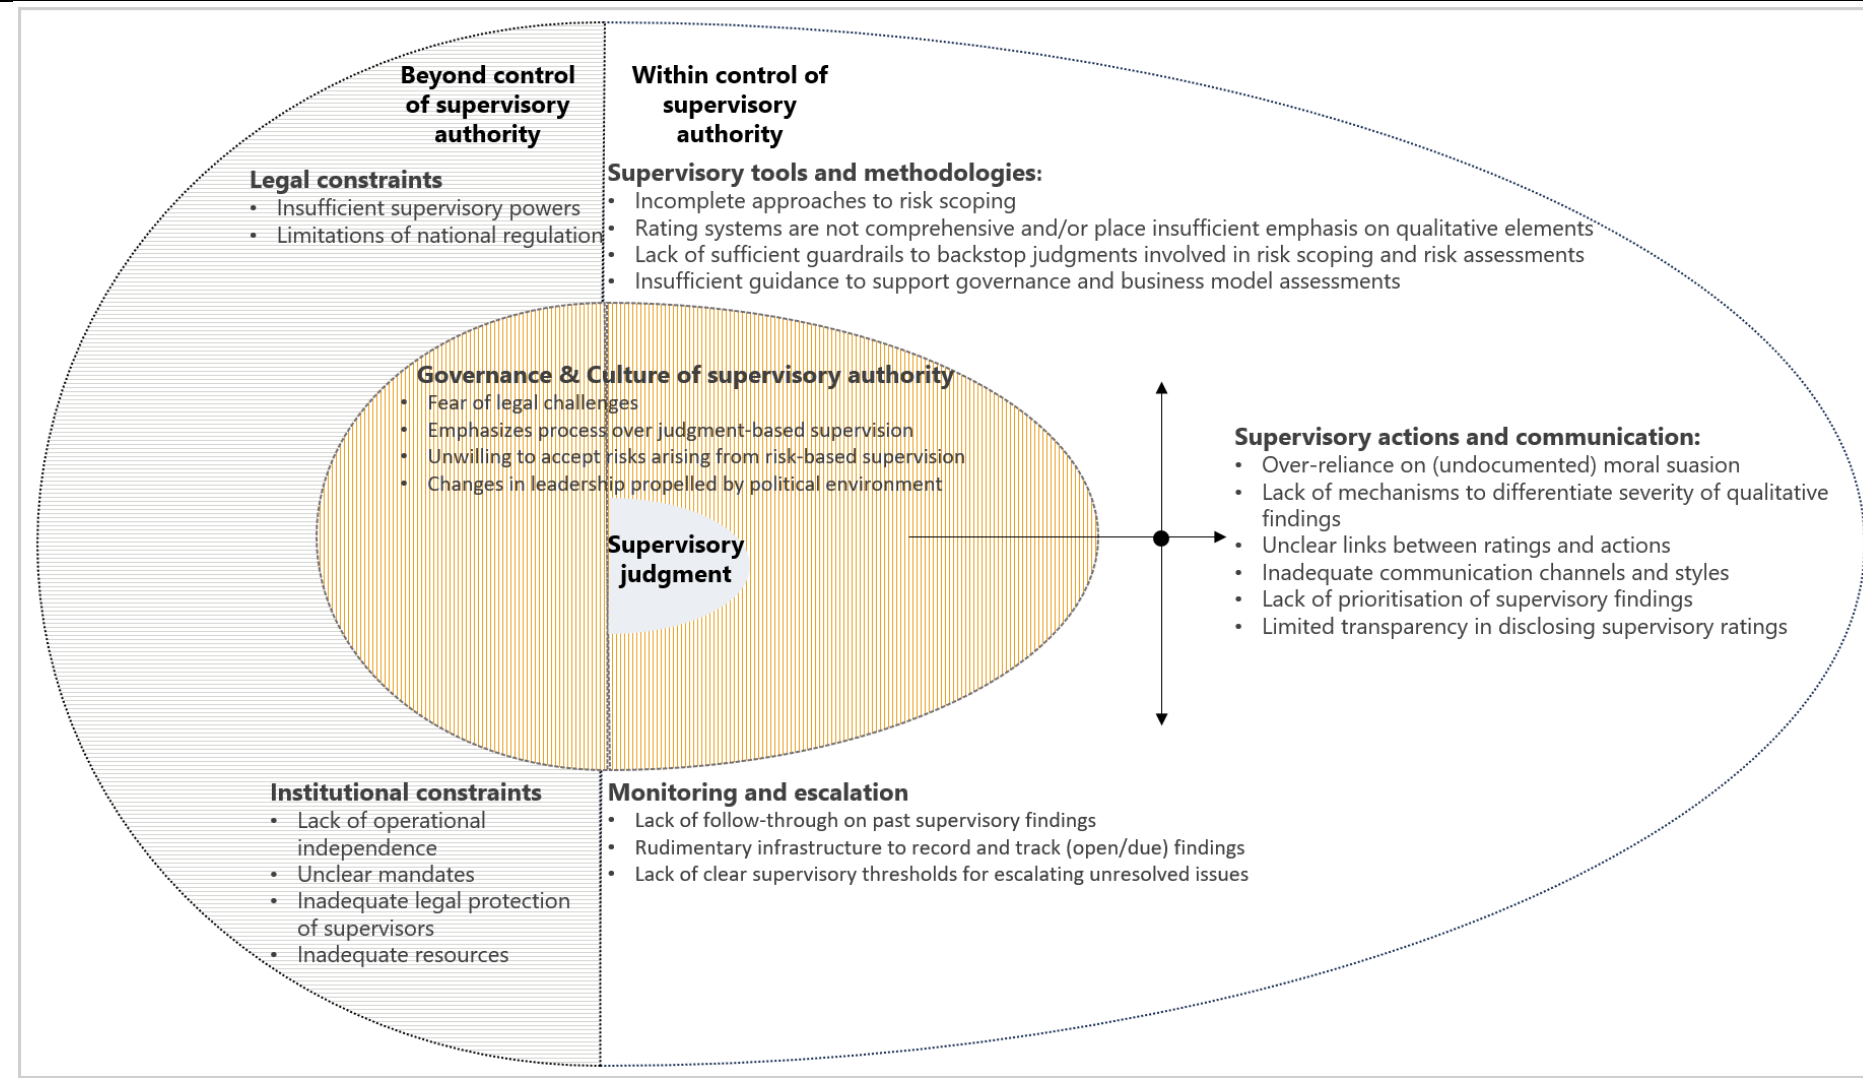 Beyond control
of supervisory
authority
Within control of
supervisory
authority
Legal constraints
• Insufficient supervisory powers
• Limitations of national regulation
Supervisory tools and methodologies:
• Incomplete approaches to risk scoping
• Rating systems are not comprehensive and/or place insufficient emphasis on qualitative elements
• Lack of sufficient guardrails to backstop judgments involved in risk scoping and risk assessments
• Insufficient guidance to support governance and business model assessments
Governance & Culture of supervisory authority
• Fear of legal challenges
• Emphasizes process over judgment-based supervision
• Unwilling to accept risks arising from risk-based supervision
• Changes in leadership propelled by political environment
Supervisory
judgment
Supervisory actions and communication:
• Over-reliance on (undocumented) moral suasion
• Lack of mechanisms to differentiate severity of qualitative
findings
• Unclear links between ratings and actions
• Inadequate communication channels and styles
• Lack of prioritisation of supervisory findings
• Limited transparency in disclosing supervisory ratings
Institutional constraints
• Lack of operational
independence
• Unclear mandates
• Inadequate legal protection
of supervisors
• Inadequate resources
Monitoring and escalation
• Lack of follow-through on past supervisory findings
• Rudimentary infrastructure to record and track (open/due) findings
• Lack of clear supervisory thresholds for escalating unresolved issues